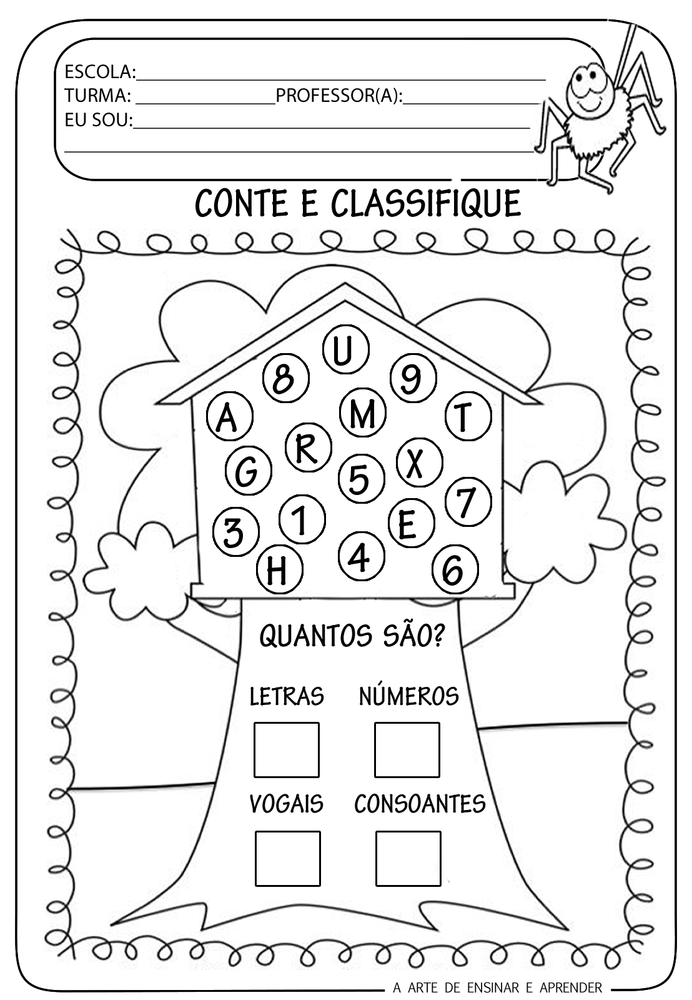 ESCOLA:
TURMA: PROFESSOR(A):
EU SOU:
CONTE E CLASSIFIQUE
U
8 9
A M T
R
G 5 X
7
3 1 E
H 4 6
QUANTOS SÃO?
LETRAS NÚMEROS
VOGAIS CONSOANTES
A ARTE DE ENSINAR E APRENDER